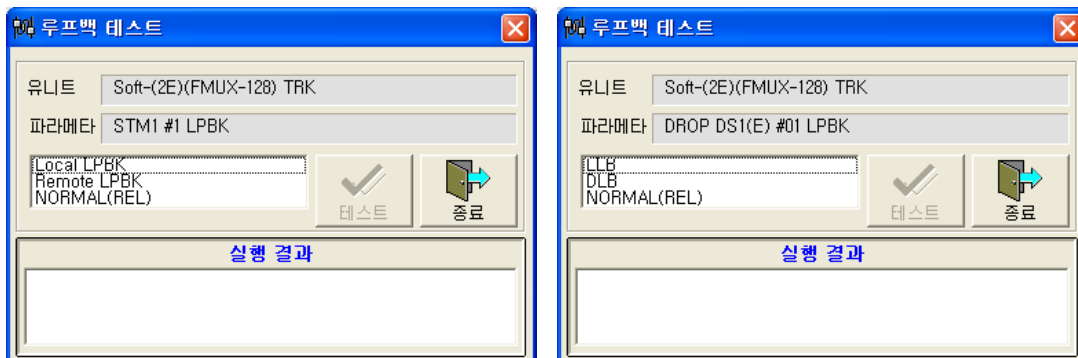 루프백 테스트
유니트 Soft-(2E)(FMUX-128) TRK
파라메타 STM1 #1 LPBK
Local LPBK
Remote LPBK
NORMAL(REL)
테스트
종료
실행 결과
루프백 테스트
유니트 Soft-(2E)(FMUX-128) TRK
파라메타 DROP DS1(E) #01 LPBK
LLB
DLB
NORMAL(REL)
테스트
종료
실행 결과